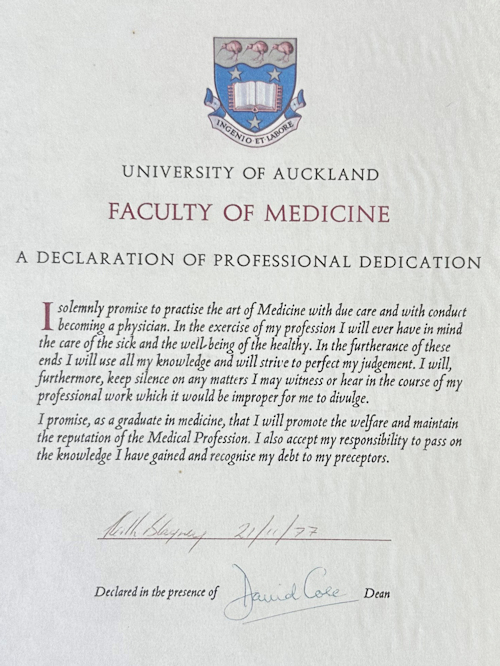 INGENIO ET LABORE
UNIVERSITY OF AUCKLAND
FACULTY OF MEDICINE
A DECLARATION OF PROFESSIONAL DEDICATION
I solemnly promise to practise the art of Medicine with due care and with conduct
becoming a physician. In the exercise of my profession I will ever have in mind
the care of the sick and the well-being of the healthy. In the furtherance of these
ends I will use all my knowledge and will strive to perfect my judgement. I will,
furthermore, keep silence on any matters I may witness or hear in the course of my
professional work which it would be improper for me to divulge.
I promise, as a graduate in medicine, that I will promote the welfare and maintain
the reputation of the Medical Profession. I also accept my responsibility to pass on
the knowledge I have gained and recognise my debt to my preceptors.
Keith Blayney 21/11/77
Declared in the presence of David Cole Dean